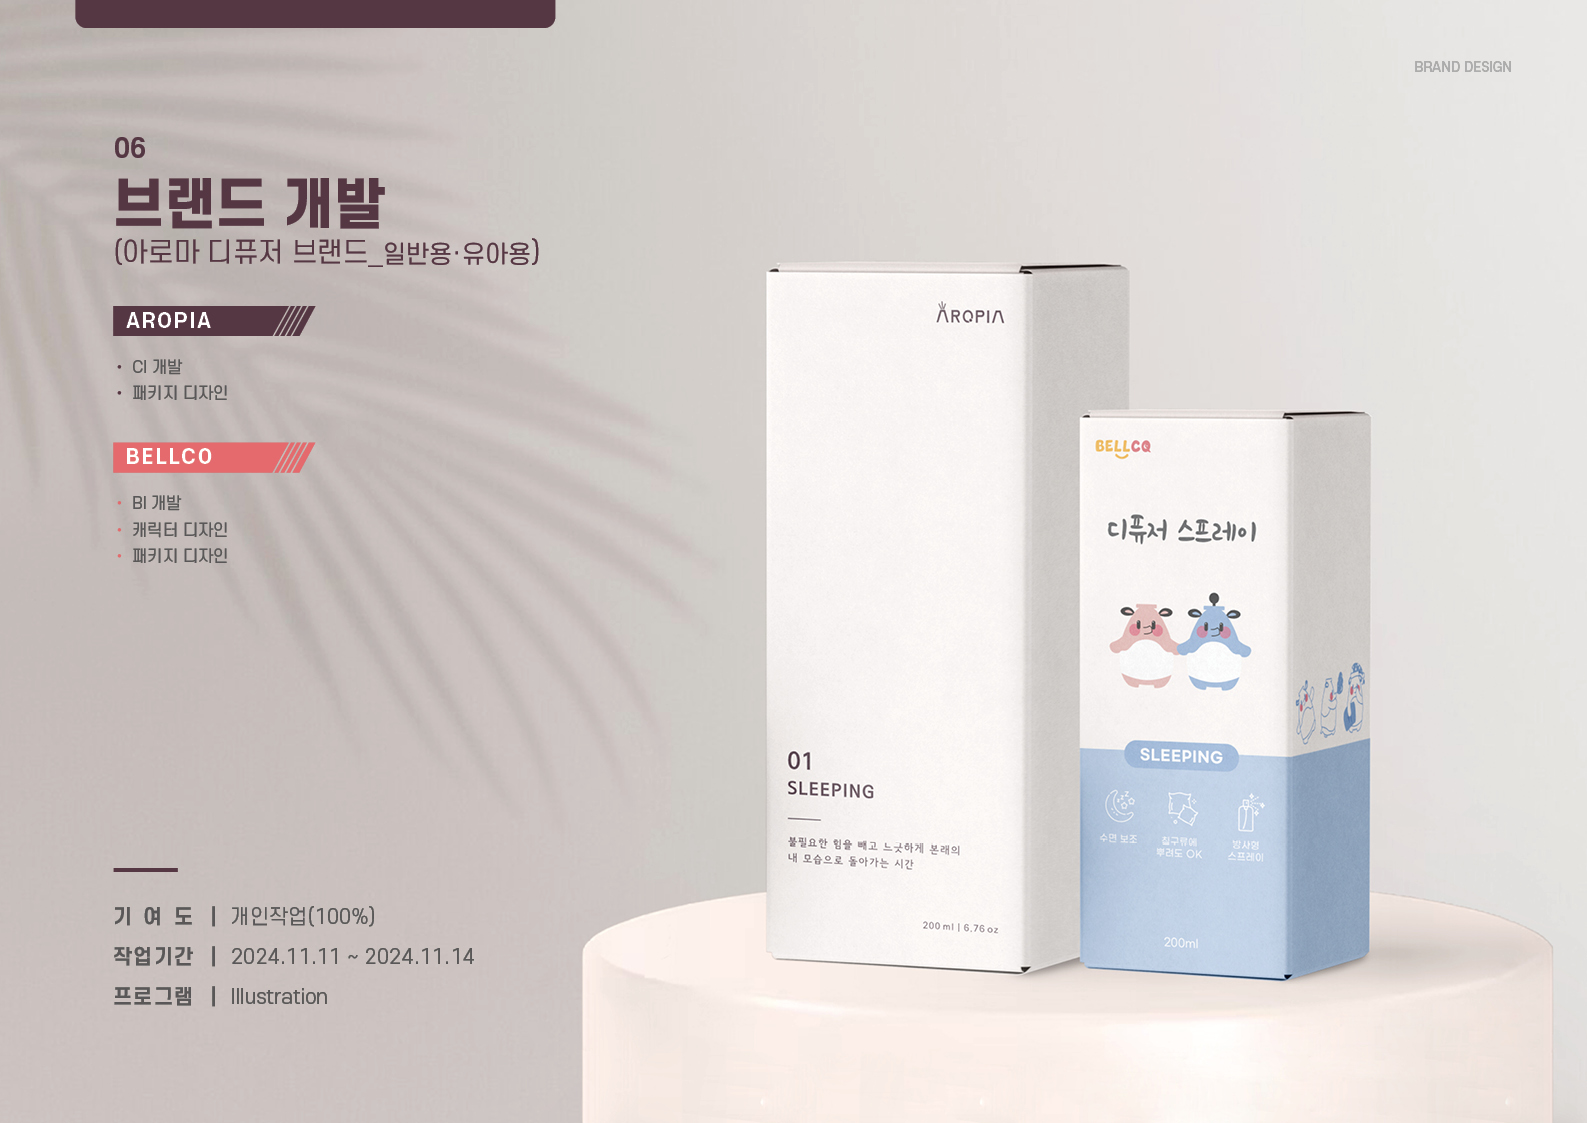 BRAND DESIGN
06
브랜드 개발
(아로마 디퓨저 브랜드_일반용·유아용)
AROPIA
• CI 개발
• 패키지 디자인
BELLCO
• BI 개발
• 캐릭터 디자인
• 패키지 디자인
기 여 도 | 개인작업(100%)
작업기간 | 2024.11.11 ~ 2024.11.14
프로그램 | Illustration
AROPIA
01
SLEEPING
불필요한 힘을 빼고 느긋하게 본래의
내 모습으로 돌아가는 시간
200 ml | 6.76 oz
BELLCO
디퓨저 스프레이
SLEEPING
수면 보조
침구류에
뿌려도 OK
방사형
스프레이
200ml